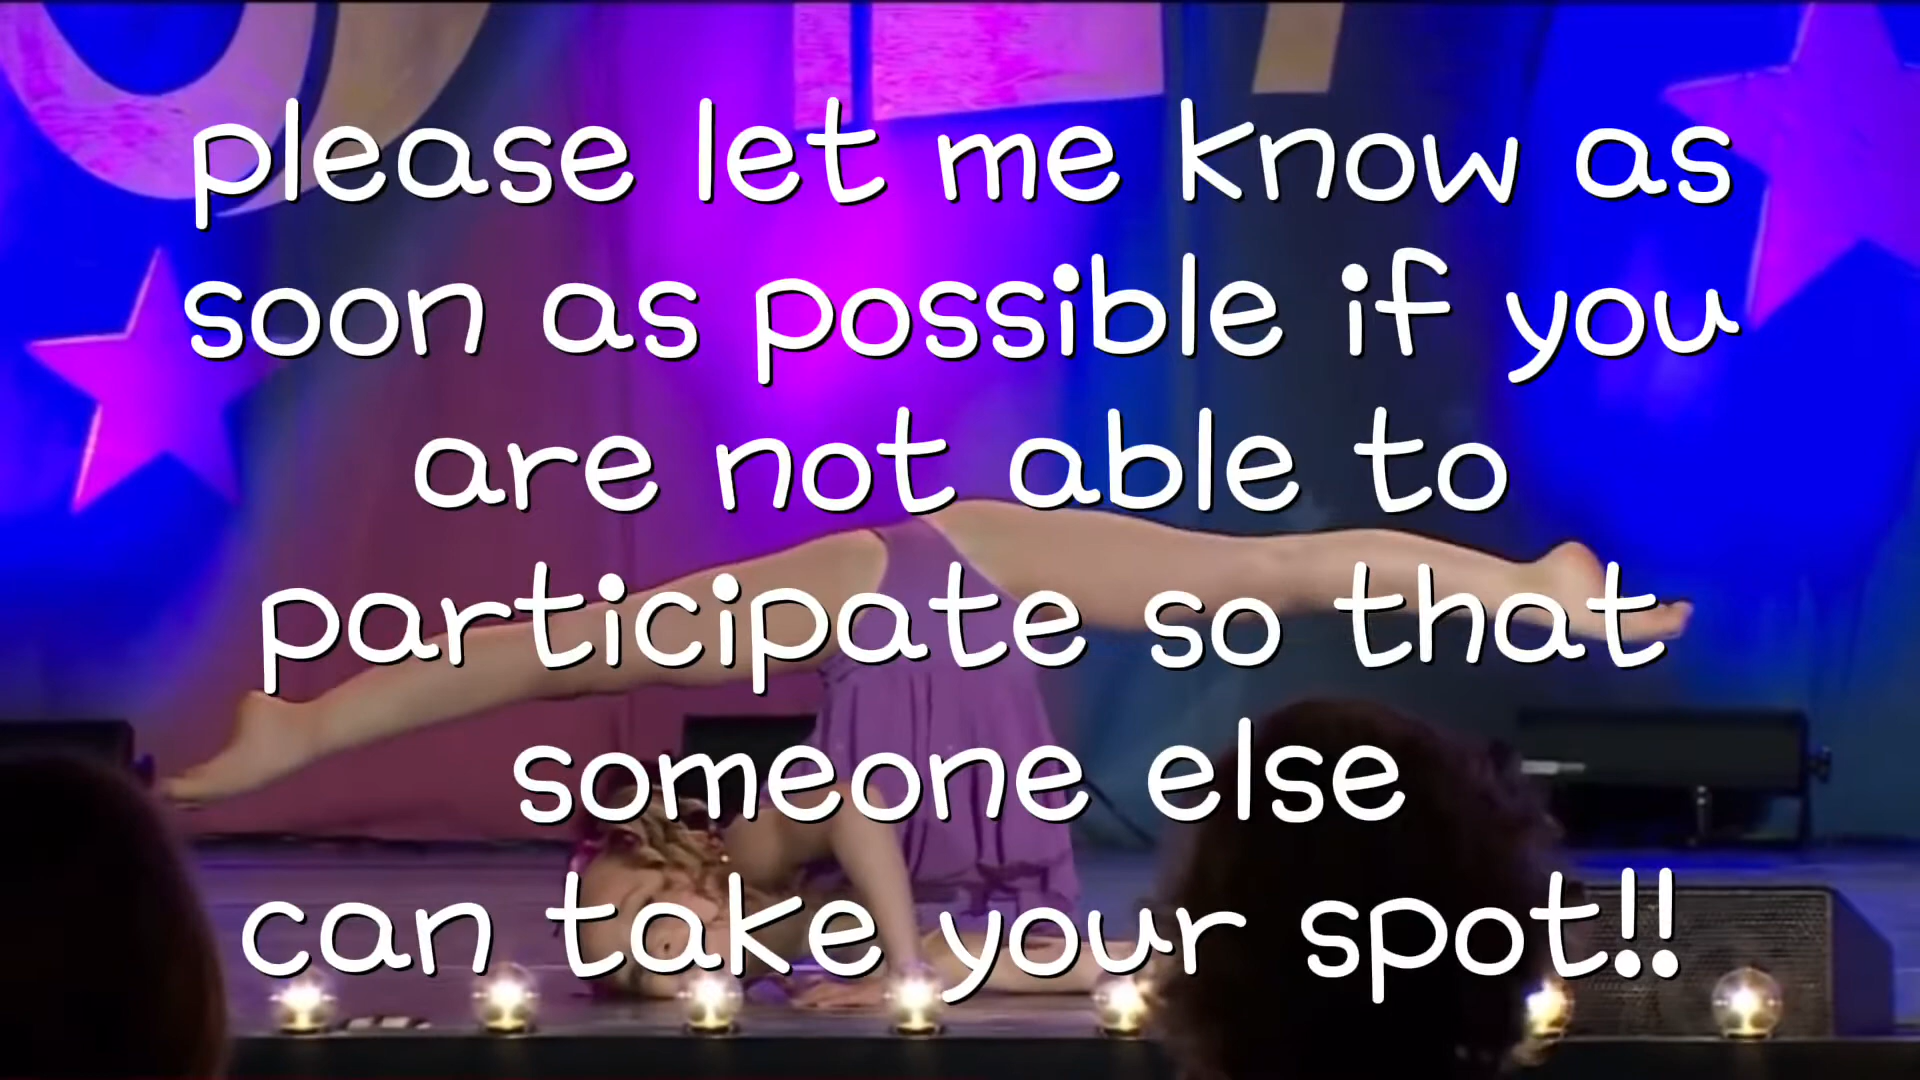 please let me know as
soon as possible if you
are not able to
participate so that
someone else
can take your spot!!